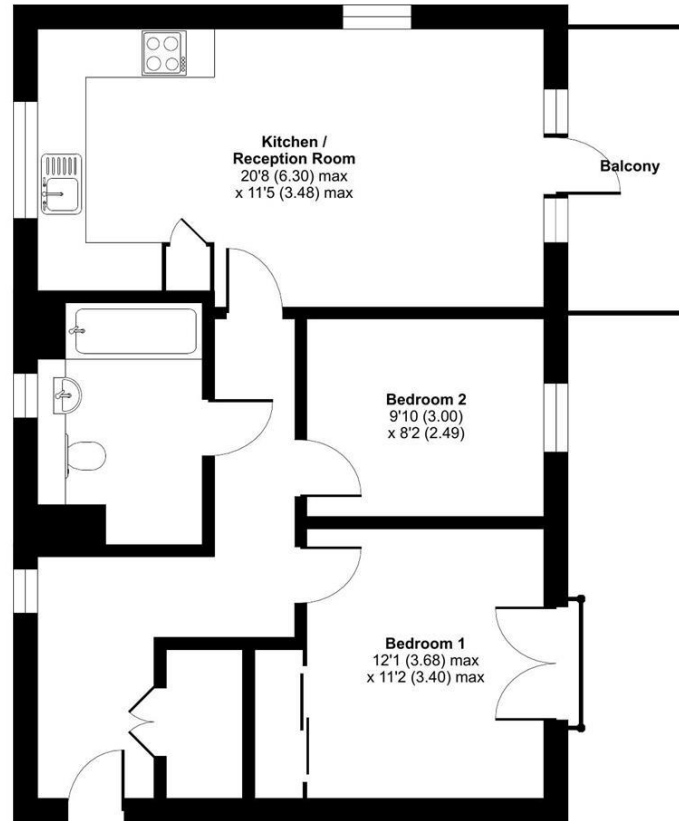 Kitchen /
Reception Room
20'8 (6.30) max
x 11'5 (3.48) max
Balcony
Bedroom 2
9'10 (3.00)
x 8'2 (2.49)
Bedroom 1
12'1 (3.68) max
x 11'2 (3.40) max